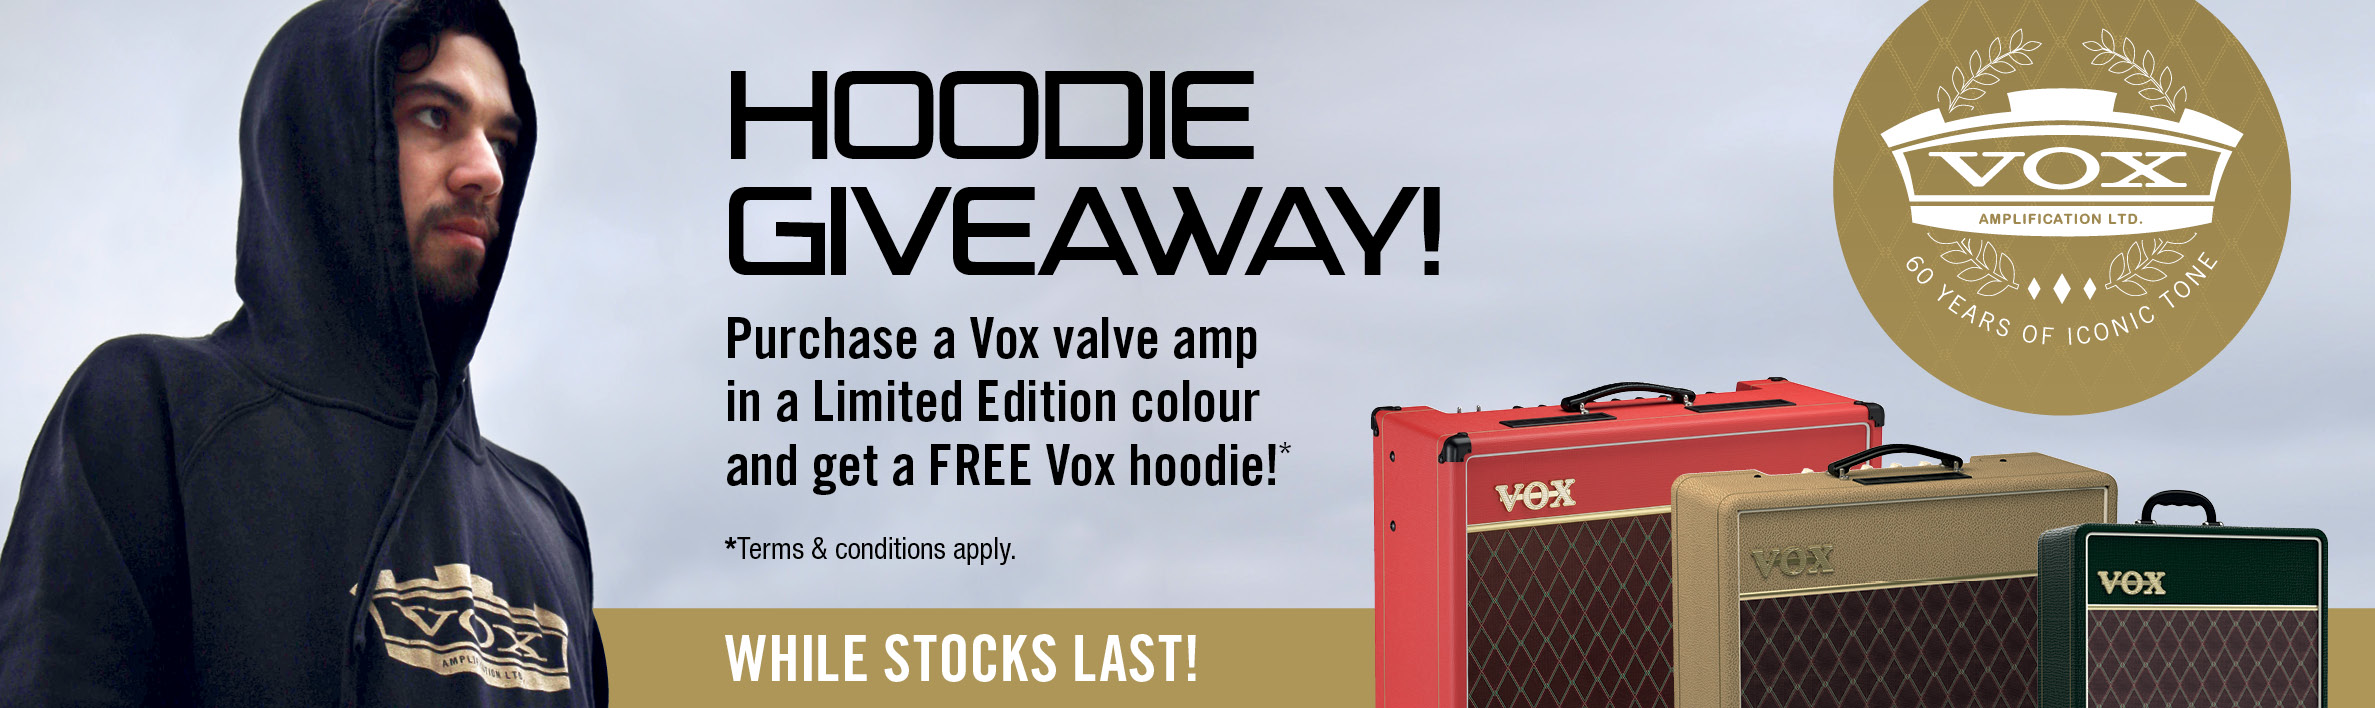 HOODIE
GIVEAWAY!
Purchase a Vox valve amp
in a Limited Edition colour
and get a FREE Vox hoodie!*
*Terms & conditions apply.
WHILE STOCKS LAST!
VOX
AMPLIFICATION LTD.
60 YEARS OF ICONIC TONE
VOX
VOX
VOX
VOX
LTD.